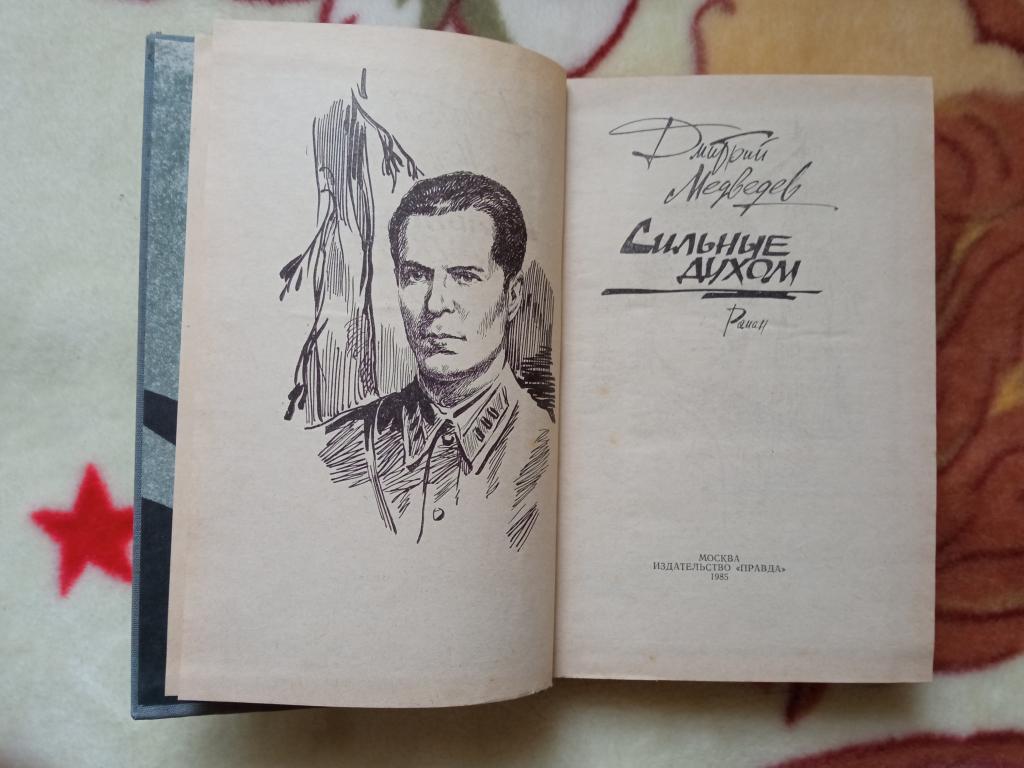 Дмитрий
Медведев
Сильные
духом
Роман
МОСКВА
ИЗДАТЕЛЬСТВО «ПРАВДА»
1985